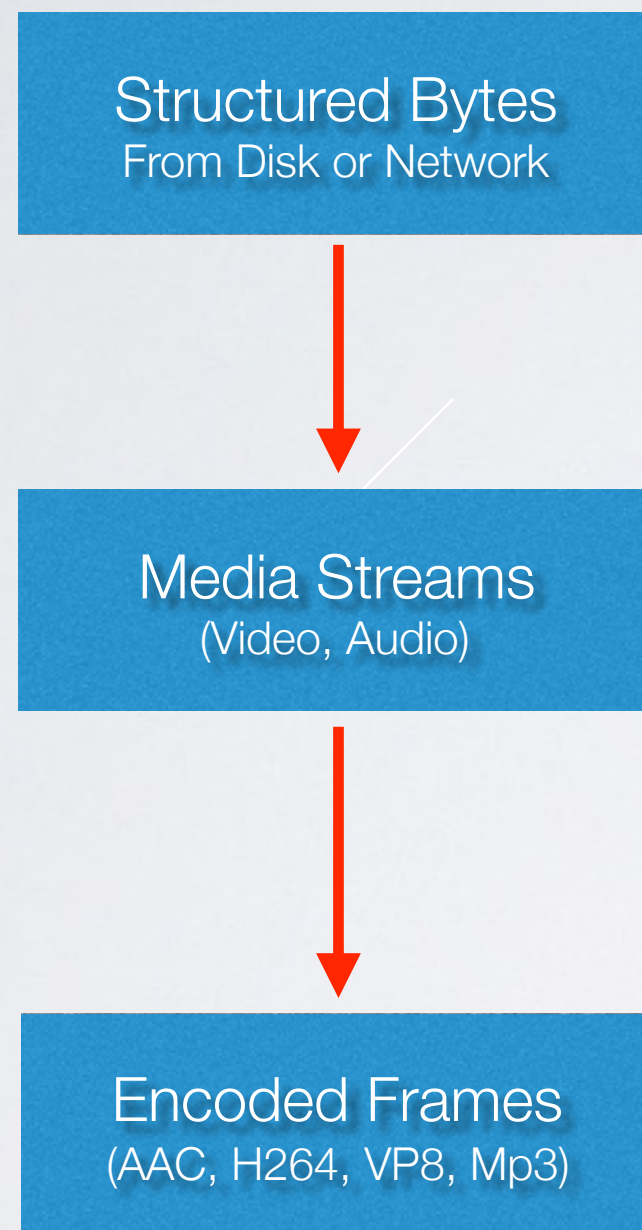 Structured Bytes
From Disk or Network
Media Streams
(Video, Audio)
Encoded Frames
(AAC, H264, VP8, Mp3)